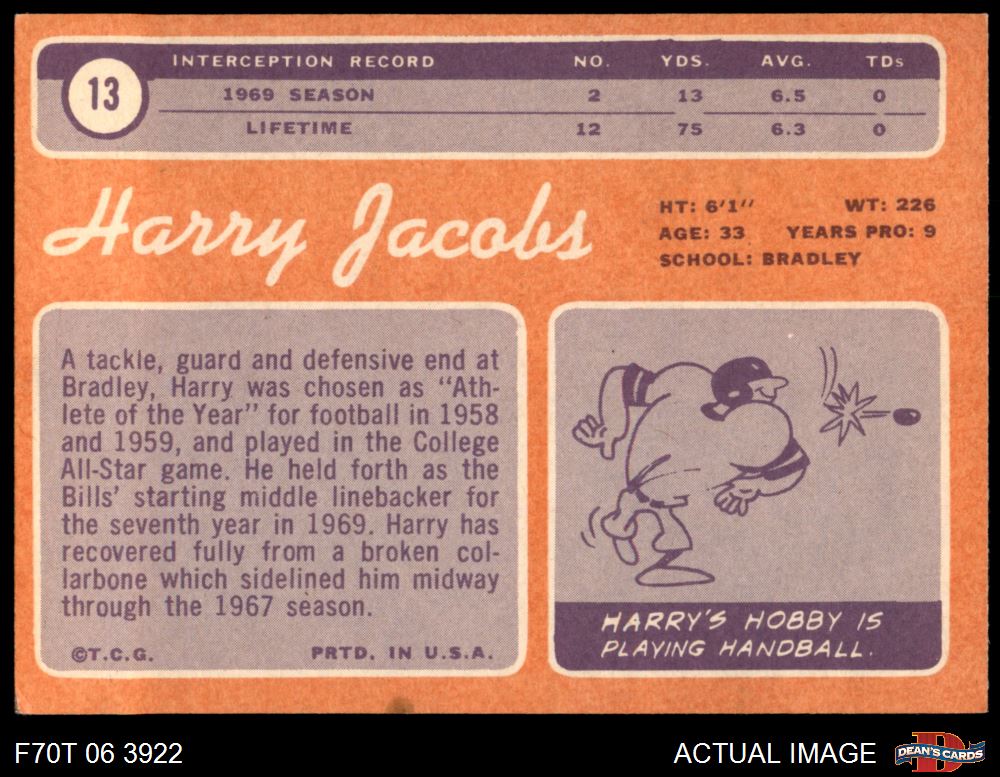 13
INTERCEPTION RECORD NO. YDS. AVG. TDs
1969 SEASON 2 13 6.5 0
LIFETIME 12 75 6.3 0
Harry Jacobs
HT: 6'1" WT: 226
AGE: 33 YEARS PRO: 9
SCHOOL: BRADLEY
A tackle, guard and defensive end at
Bradley, Harry was chosen as “Ath-
lete of the Year” for football in 1958
and 1959, and played in the College
All-Star game. He held forth as the
Bills’ starting middle linebacker for
the seventh year in 1969. Harry has
recovered fully from a broken col-
larbone which sidelined him midway
through the 1967 season.
©T.C.G. PRTD. IN U.S.A.
HARRY'S HOBBY IS
PLAYING HANDBALL.
F70T 06 3922 ACTUAL IMAGE D DEAN'S CARDS